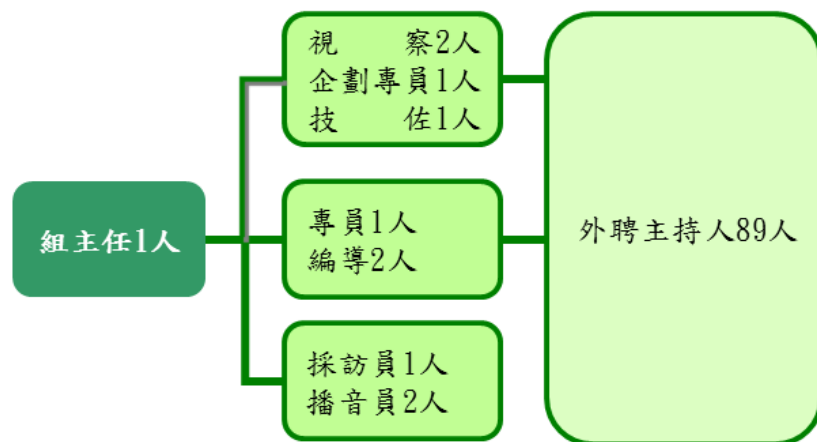 組主任1人
視　　察2人
企劃專員1人
技　　佐1人
專員1人
編導2人
採訪員1人
播音員2人
外聘主持人89人